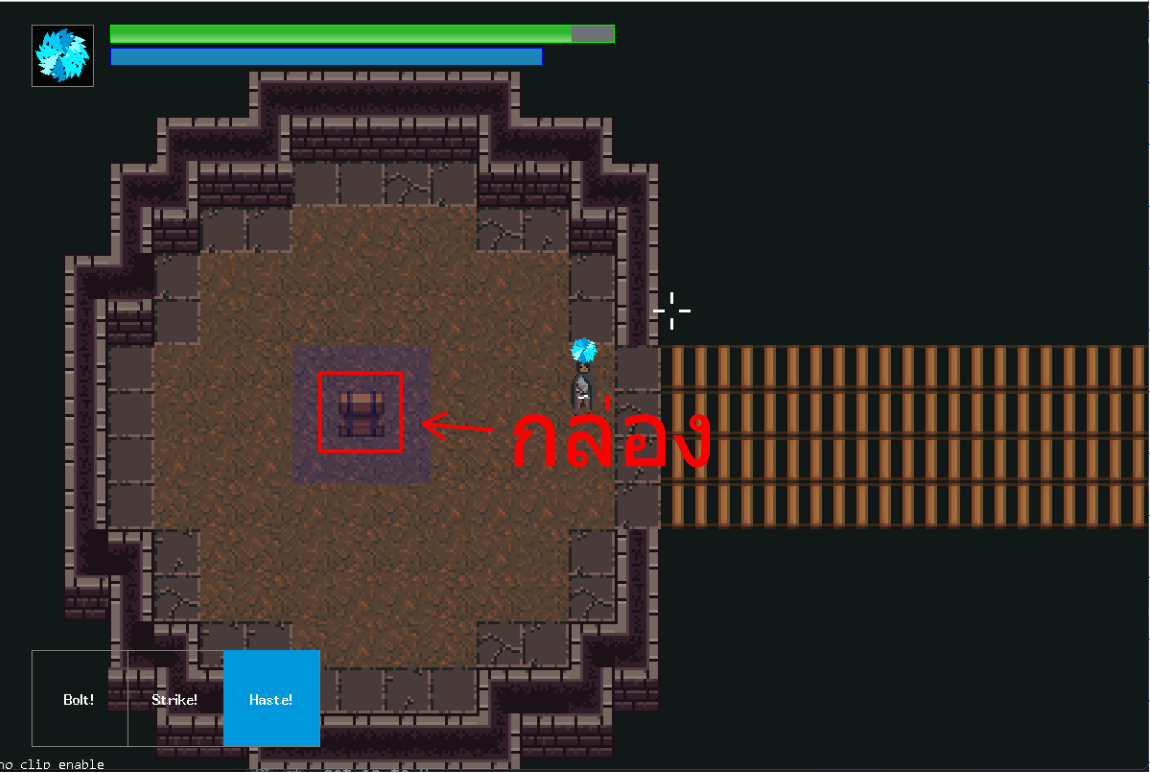 กล่อง
Bolt!
Strike!
Haste!
no clip enable